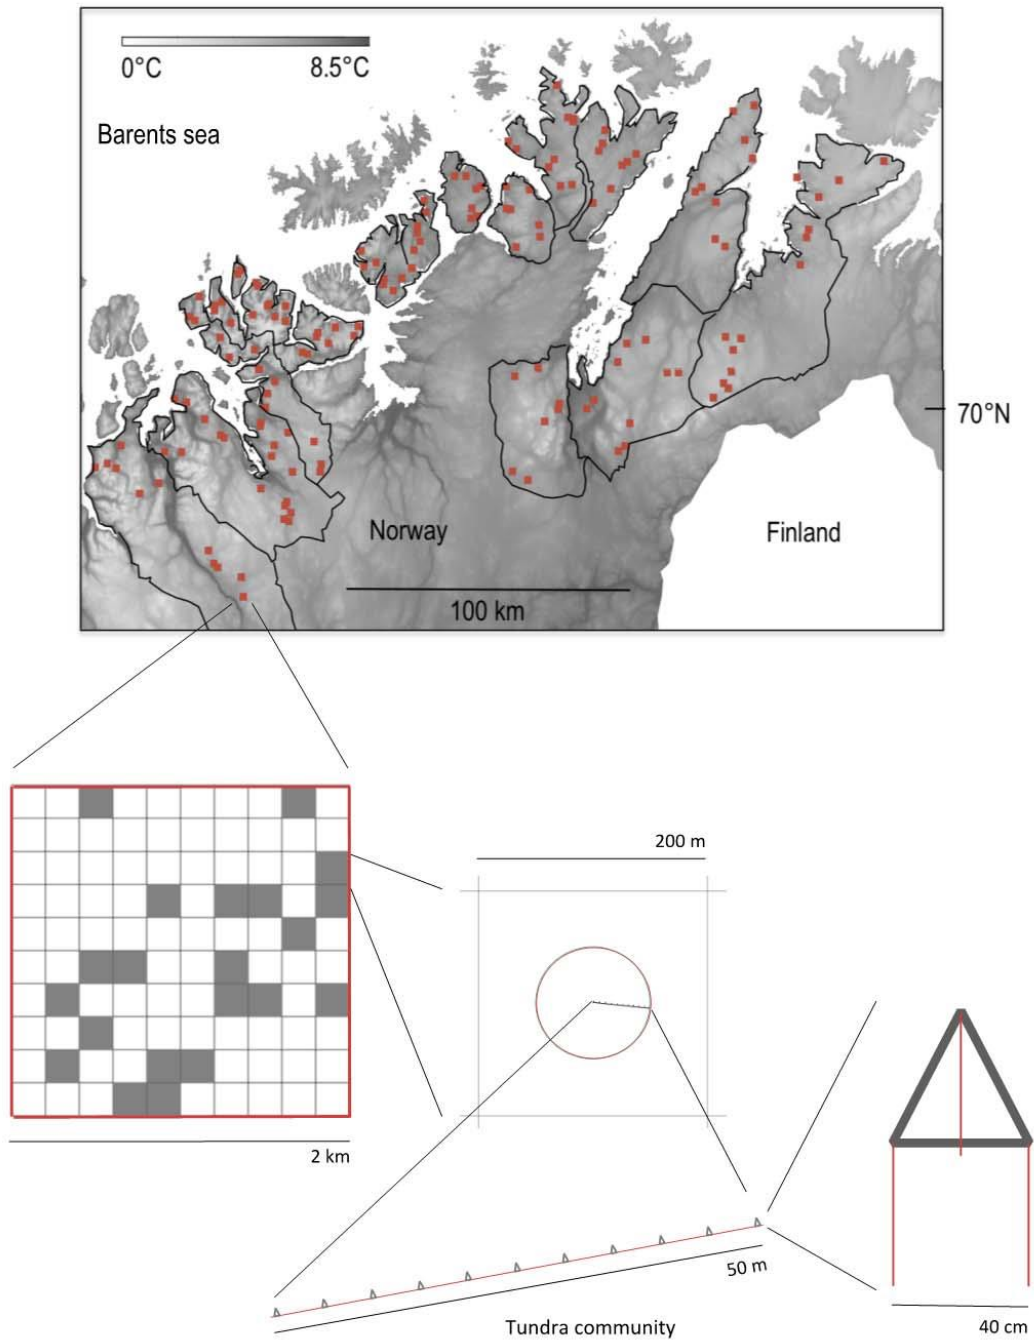 0°C 8.5°C
Barents sea
70°N
Norway
Finland
100 km
200 m
2 km
50 m
Tundra community
40 cm